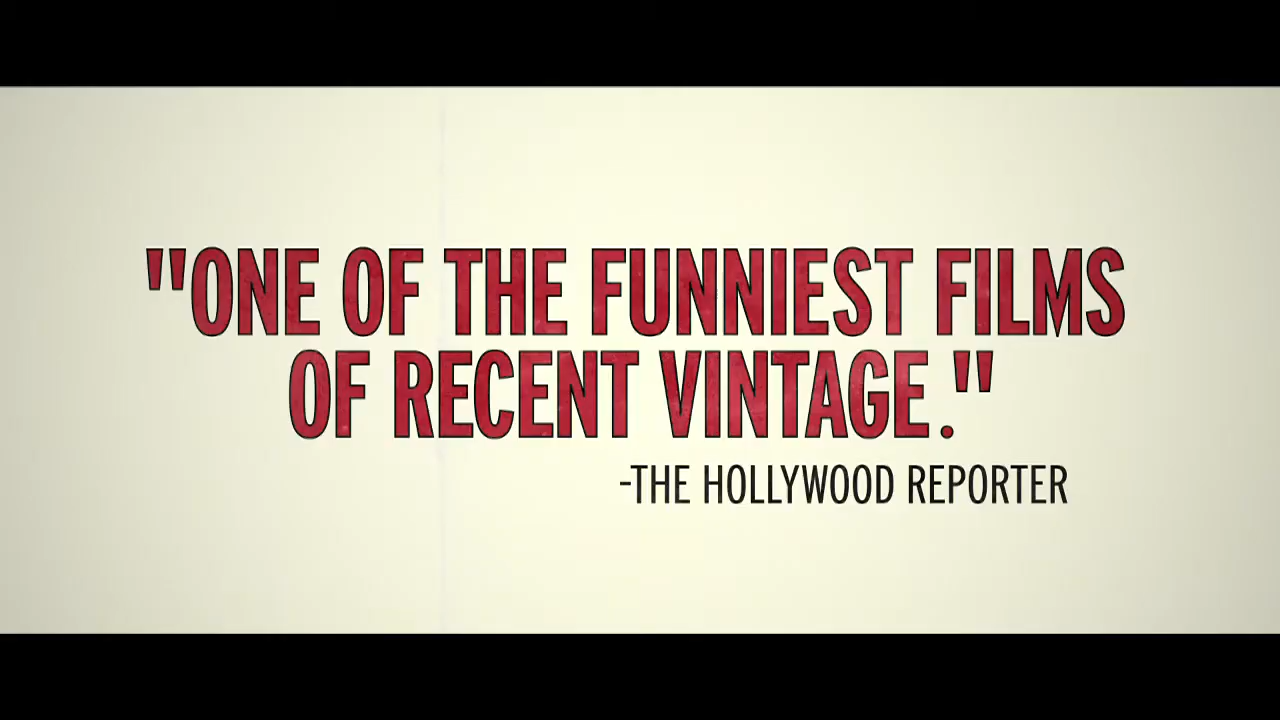 "ONE OF THE FUNNIEST FILMS
OF RECENT VINTAGE."
-THE HOLLYWOOD REPORTER